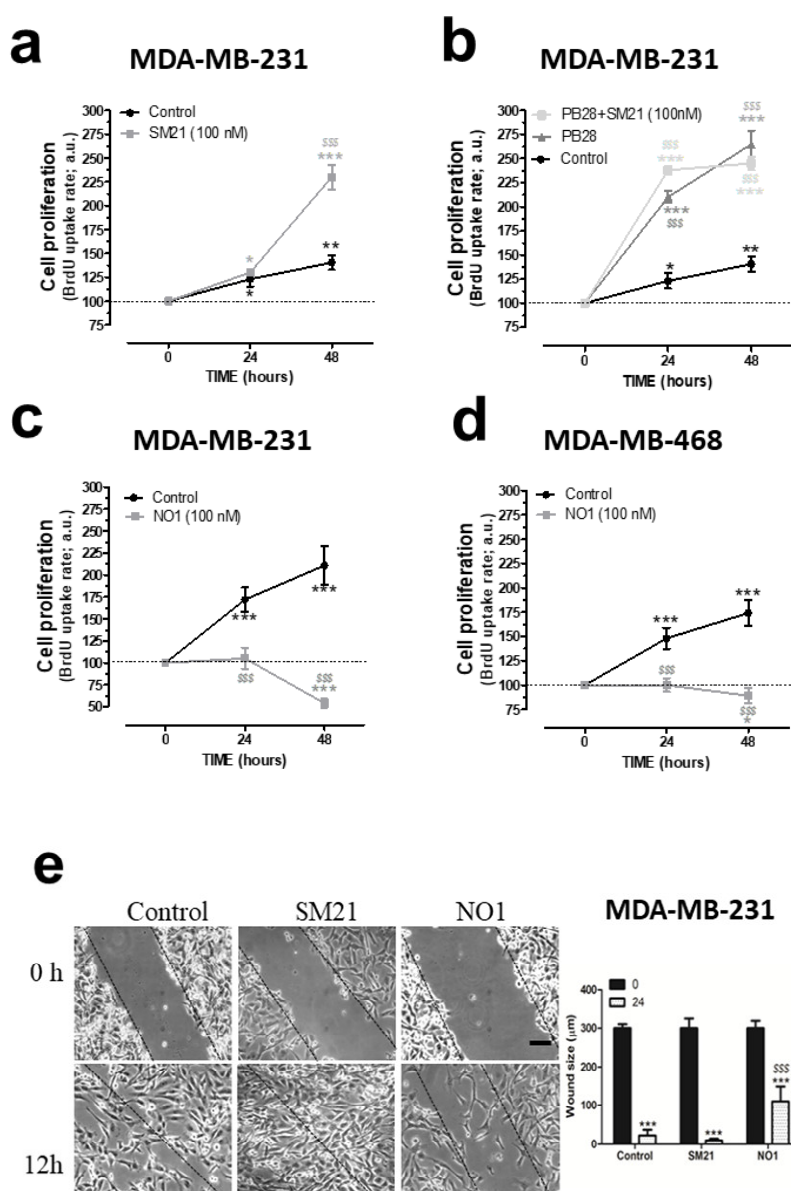 a
MDA-MB-231
Cell proliferation
(BrdU uptake rate; a.u.)
300
275
250
225
200
175
150
125
100
75
Control
SM21 (100 nM)
$$$
***
**
*
*
0 24 48
TIME (hours)
b
MDA-MB-231
Cell proliferation
(BrdU uptake rate; a.u.)
300
275
250
225
200
175
150
125
100
75
PB28+SM21 (100nM)
PB28
Control
$$$
***
$$$
***
$$$
***
***
$$$
*
**
0 24 48
TIME (hours)
c
MDA-MB-231
Cell proliferation
(BrdU uptake rate; a.u.)
300
275
250
225
200
175
150
125
100
75
50
Control
NO1 (100 nM)
***
***
$$$
$$$
***
0 24 48
TIME (hours)
d
MDA-MB-468
Cell proliferation
(BrdU uptake rate; a.u.)
300
275
250
225
200
175
150
125
100
75
Control
NO1 (100 nM)
***
***
$$$
$$$
*
0 24 48
TIME (hours)
e
Control SM21 NO1
0 h
12h
MDA-MB-231
Wound size (µm)
400
300
200
100
0
0
24
***
***
$$$
***
Control SM21 NO1